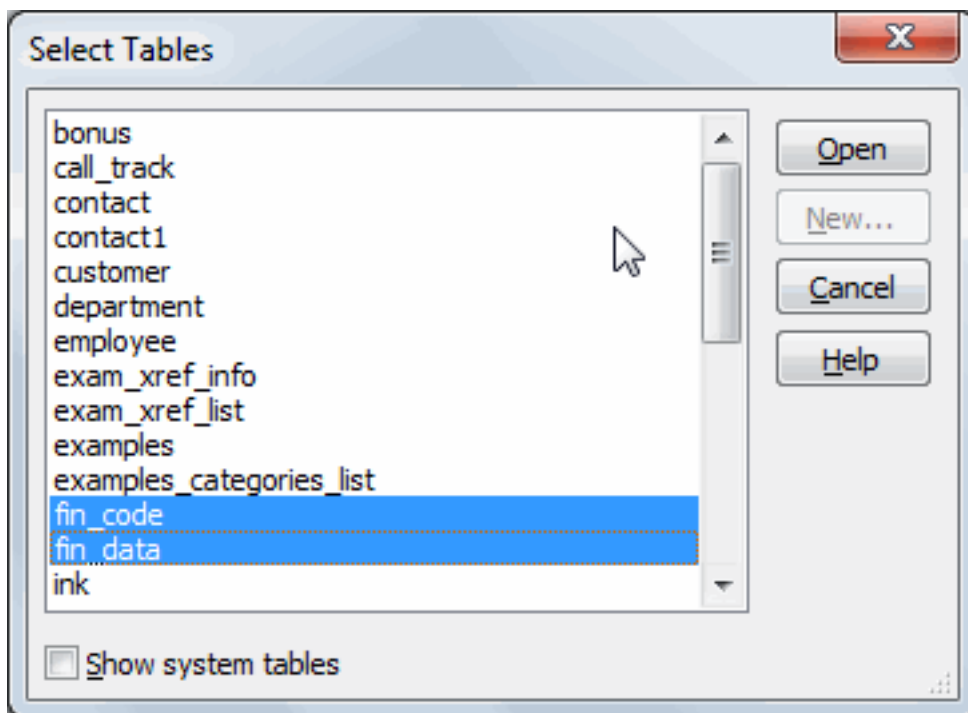 Select Tables
bonus
call_track
contact
contact1
customer
department
employee
exam_xref_info
exam_xref_list
examples
examples_categories_list
fin_code
fin_data
ink
Open
New...
Cancel
Help
Show system tables